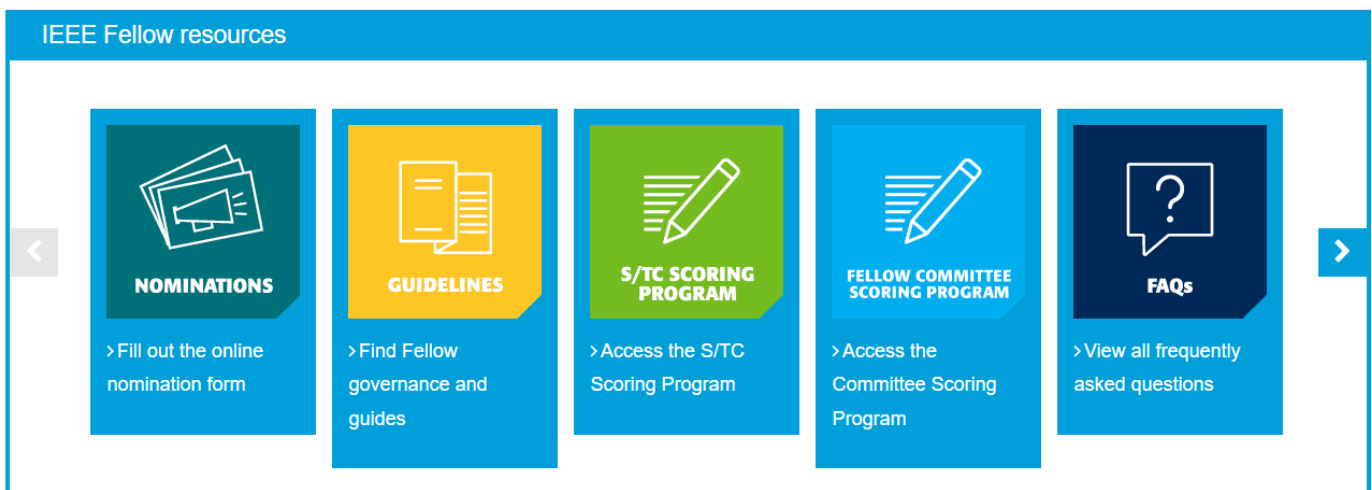 IEEE Fellow resources
NOMINATIONS
>Fill out the online
nomination form
GUIDELINES
>Find Fellow
governance and
guides
S/TC SCORING
PROGRAM
>Access the S/TC
Scoring Program
FELLOW COMMITTEE
SCORING PROGRAM
>Access the
Committee Scoring
Program
?
FAQs
>View all frequently
asked questions